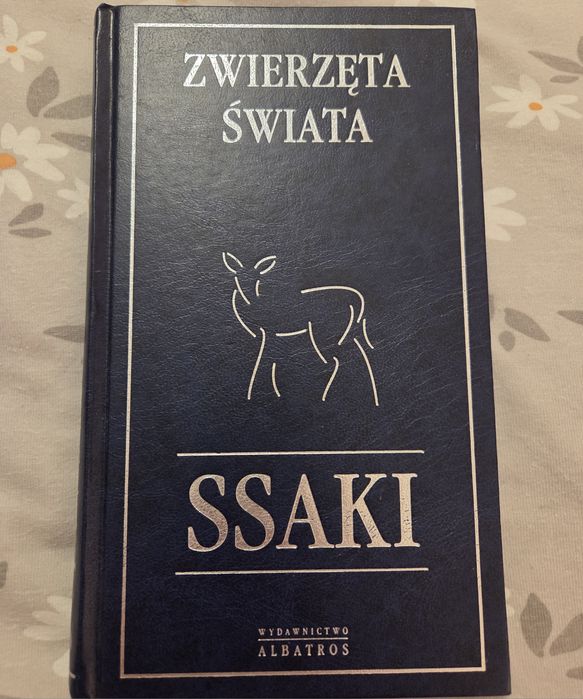 ZWIERZĘTA
ŚWIATA
SSAKI
WYDAWNICTWO
ALBATROS